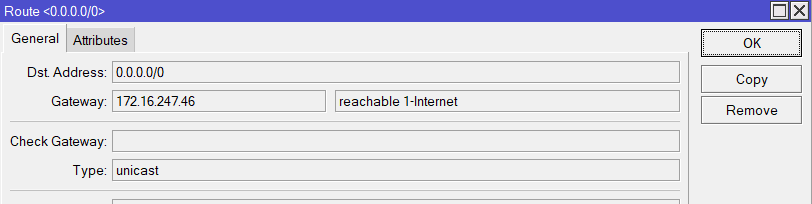 Route <0.0.0.0/0>
General Attributes
OK
Dst. Address: 0.0.0.0/0
Copy
Gateway: 172.16.247.46 reachable 1-Internet
Remove
Check Gateway:
Type: unicast